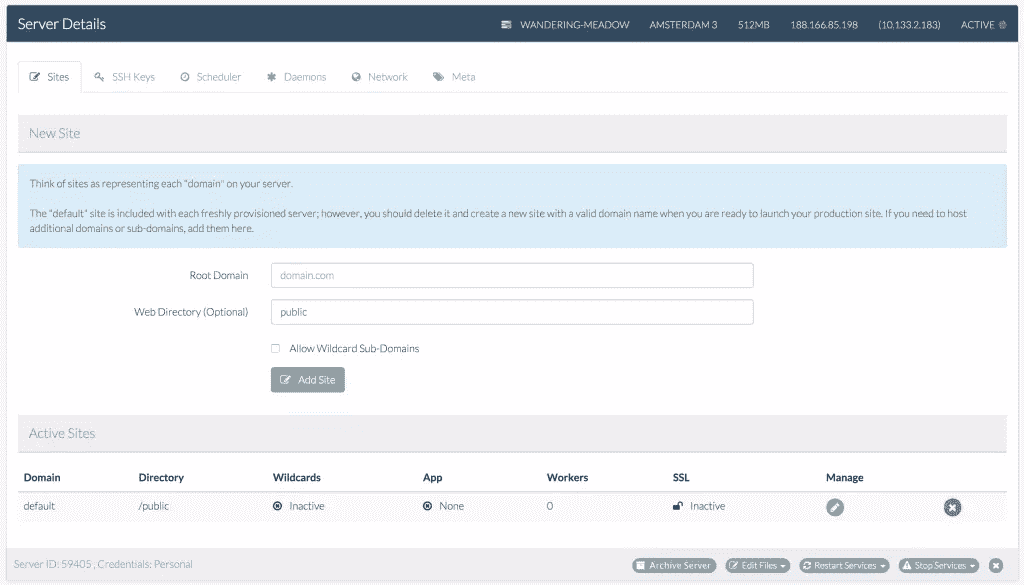 Server Details
WANDERING-MEADOW AMSTERDAM 3 512MB 188.166.85.198 (10.133.2.183) ACTIVE
Sites SSH Keys Scheduler Daemons Network Meta
New Site
Think of sites as representing each "domain" on your server.
The "default" site is included with each freshly provisioned server; however, you should delete it and create a new site with a valid domain name when you are ready to launch your production site. If you need to host
additional domains or sub-domains, add them here.
Root Domain domain.com
Web Directory (Optional) public
Allow Wildcard Sub-Domains
Add Site
Active Sites
Domain Directory Wildcards App Workers SSL Manage
default /public Inactive None 0 Inactive
Server ID: 59405 , Credentials: Personal Archive Server Edit Files Restart Services Stop Services